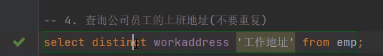 -- 4. 查询公司员工的上班地址(不要重复)
select distinct workaddress '工作地址' from emp;